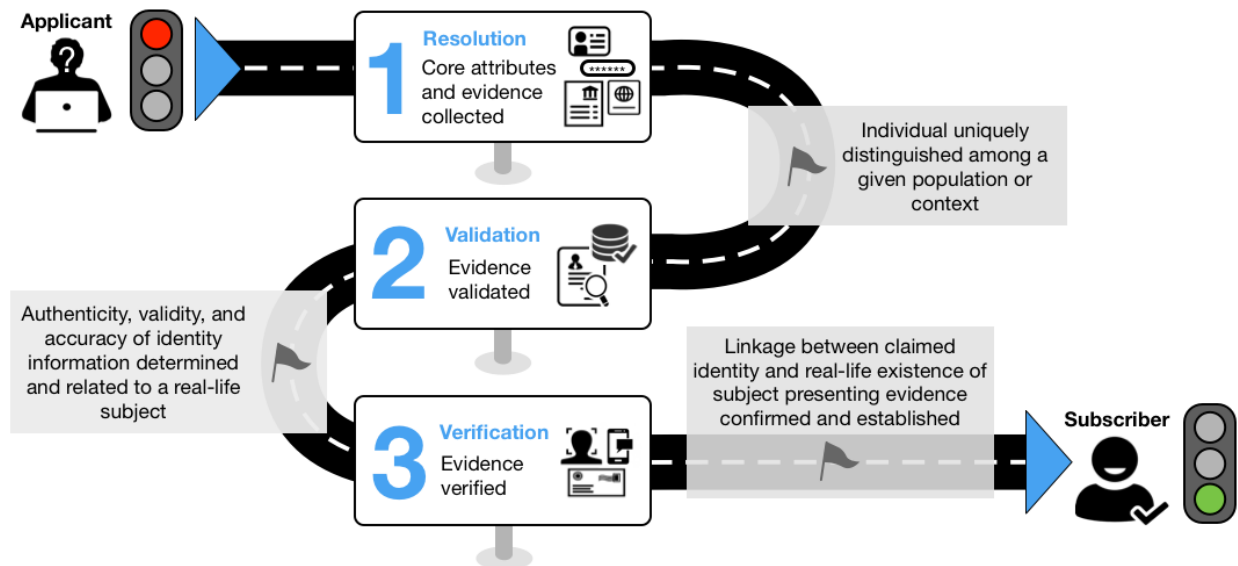 Applicant
?
1
Resolution
Core attributes
and evidence
collected
******
Individual uniquely
distinguished among a
given population or
context
2
Validation
Evidence
validated
Authenticity, validity, and
accuracy of identity
information determined
and related to a real-life
subject
3
Verification
Evidence
verified
Linkage between claimed
identity and real-life existence of
subject presenting evidence
confirmed and established
Subscriber